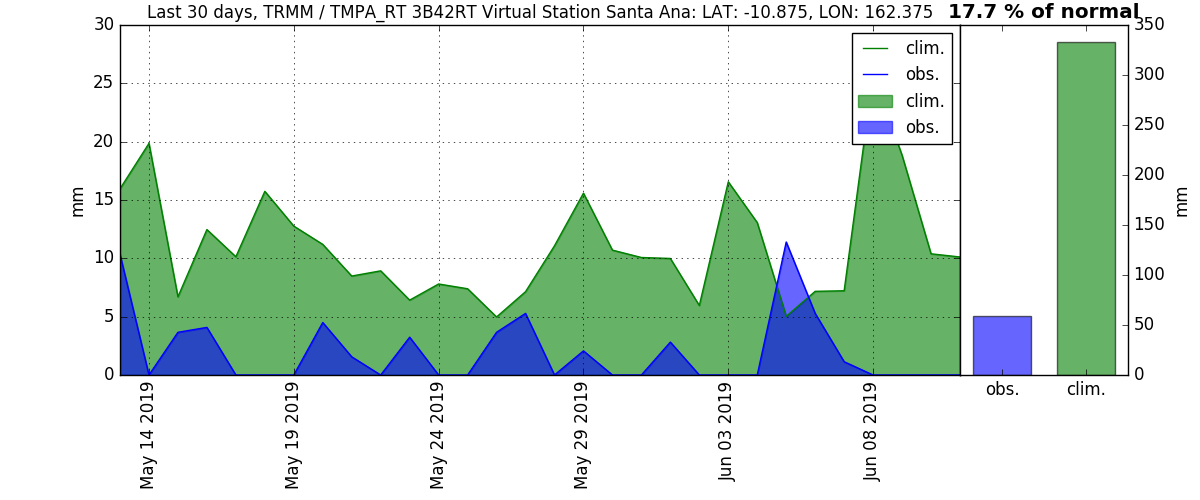 Last 30 days, TRMM / TMPA_RT 3B42RT Virtual Station Santa Ana: LAT: -10.875, LON: 162.375
17.7 % of normal
30
25
20
15
10
5
0
mm
clim.
obs.
clim.
obs.
350
300
250
200
150
100
50
0
mm
May 14 2019
May 19 2019
May 24 2019
May 29 2019
Jun 03 2019
Jun 08 2019
obs.
clim.